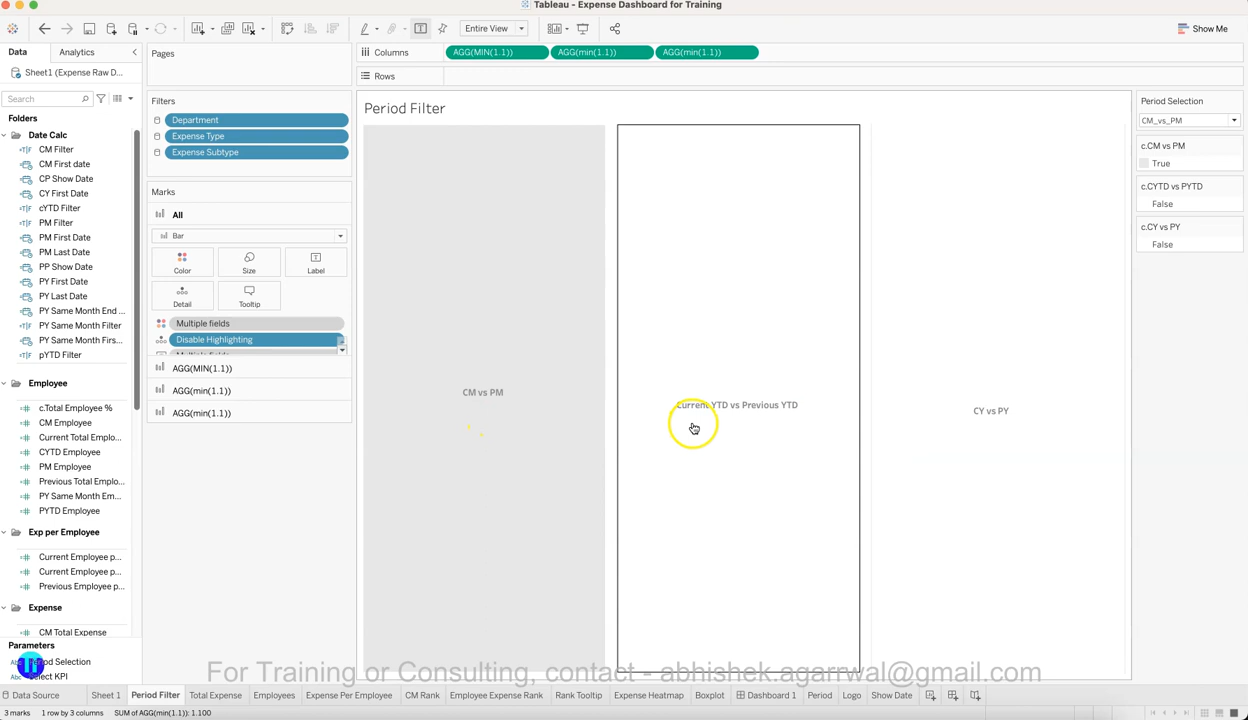 Tableau - Expense Dashboard for Training
Entire View
Show Me
Data
Analytics
Sheet1 (Expense Raw D...
Search
Folders
Date Calc
CM Filter
CM First date
CP Show Date
CY First Date
cYTD Filter
PM Filter
PM First Date
PM Last Date
PP Show Date
PY First Date
PY Last Date
PY Same Month End ...
PY Same Month Filter
PY Same Month Firs...
pYTD Filter
Employee
c.Total Employee %
CM Employee
Current Total Emplo...
CYTD Employee
PM Employee
Previous Total Emplo...
PY Same Month Em...
PYTD Employee
Exp per Employee
Current Employee p...
Current Employee p...
Previous Employee p...
Expense
CM Total Expense
Parameters
Period Selection
Select KPI
Pages
Filters
Department
Expense Type
Expense Subtype
Marks
All
Bar
Color
Size
Label
Detail
Tooltip
Multiple fields
Disable Highlighting
Multiple fields
AGG(MIN(1.1))
AGG(min(1.1))
AGG(min(1.1))
Columns
AGG(MIN(1.1))
AGG(min(1.1))
AGG(min(1.1))
Rows
Period Filter
CM vs PM
Current YTD vs Previous YTD
CY vs PY
Period Selection
CM_vs_PM
c.CM vs PM
True
c.CYTD vs PYTD
False
c.CY vs PY
False
For Training or Consulting, contact - abhishek.agarrwal@gmail.com
Data Source
Sheet 1
Period Filter
Total Expense
Employees
Expense Per Employee
CM Rank
Employee Expense Rank
Rank Tooltip
Expense Heatmap
Boxplot
Dashboard 1
Period
Logo
Show Date
3 marks
1 row by 3 columns
SUM of AGG(min(1.1): 1.100